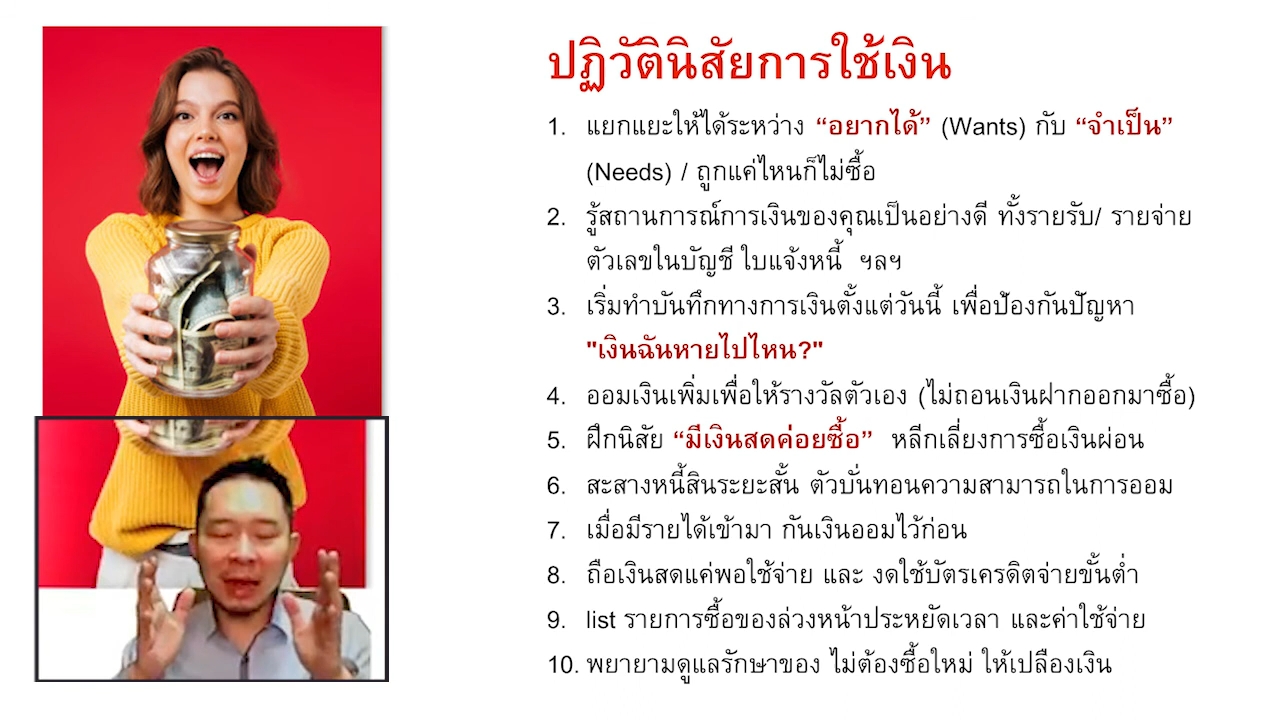 ปฏิวัตินิสัยการใช้เงิน
1. แยกแยะให้ได้ระหว่าง “อยากได้” (Wants) กับ “จำเป็น”
(Needs) / ถูกแค่ไหนก็ไม่ซื้อ
2. รู้สถานการณ์การเงินของคุณเป็นอย่างดี ทั้งรายรับ/ รายจ่าย
ตัวเลขในบัญชี ใบแจ้งหนี้ ฯลฯ
3. เริ่มทำบันทึกทางการเงินตั้งแต่วันนี้ เพื่อป้องกันปัญหา
"เงินฉันหายไปไหน?"
4. ออมเงินเพิ่มเพื่อให้รางวัลตัวเอง (ไม่ถอนเงินฝากออกมาซื้อ)
5. ฝึกนิสัย “มีเงินสดค่อยซื้อ” หลีกเลี่ยงการซื้อเงินผ่อน
6. สะสางหนี้สินระยะสั้น ตัวบั่นทอนความสามารถในการออม
7. เมื่อมีรายได้เข้ามา กันเงินออมไว้ก่อน
8. ถือเงินสดแค่พอใช้จ่าย และ งดใช้บัตรเครดิตจ่ายขั้นต่ำ
9. list รายการซื้อของล่วงหน้าประหยัดเวลา และค่าใช้จ่าย
10. พยายามดูแลรักษาของ ไม่ต้องซื้อใหม่ ให้เปลืองเงิน